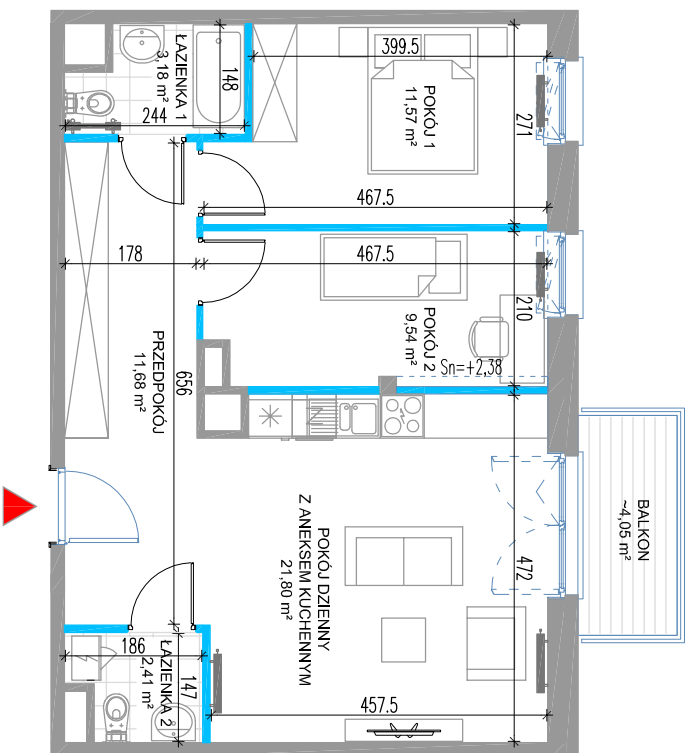 ŁAZIENKA 1
3,18 m²
148
244
399.5
POKÓJ 1
11,57 m²
271
467.5
178
467.5
POKÓJ 2
9,54 m²
210
Sn=+2,38
PRZEDPOKÓJ
11,68 m²
656
N
POKÓJ DZIENNY
Z ANEKSEM KUCHENNYM
21,80 m²
472
BALKON
~4,05 m²
ŁAZIENKA 2
2,41 m²
186
147
457.5